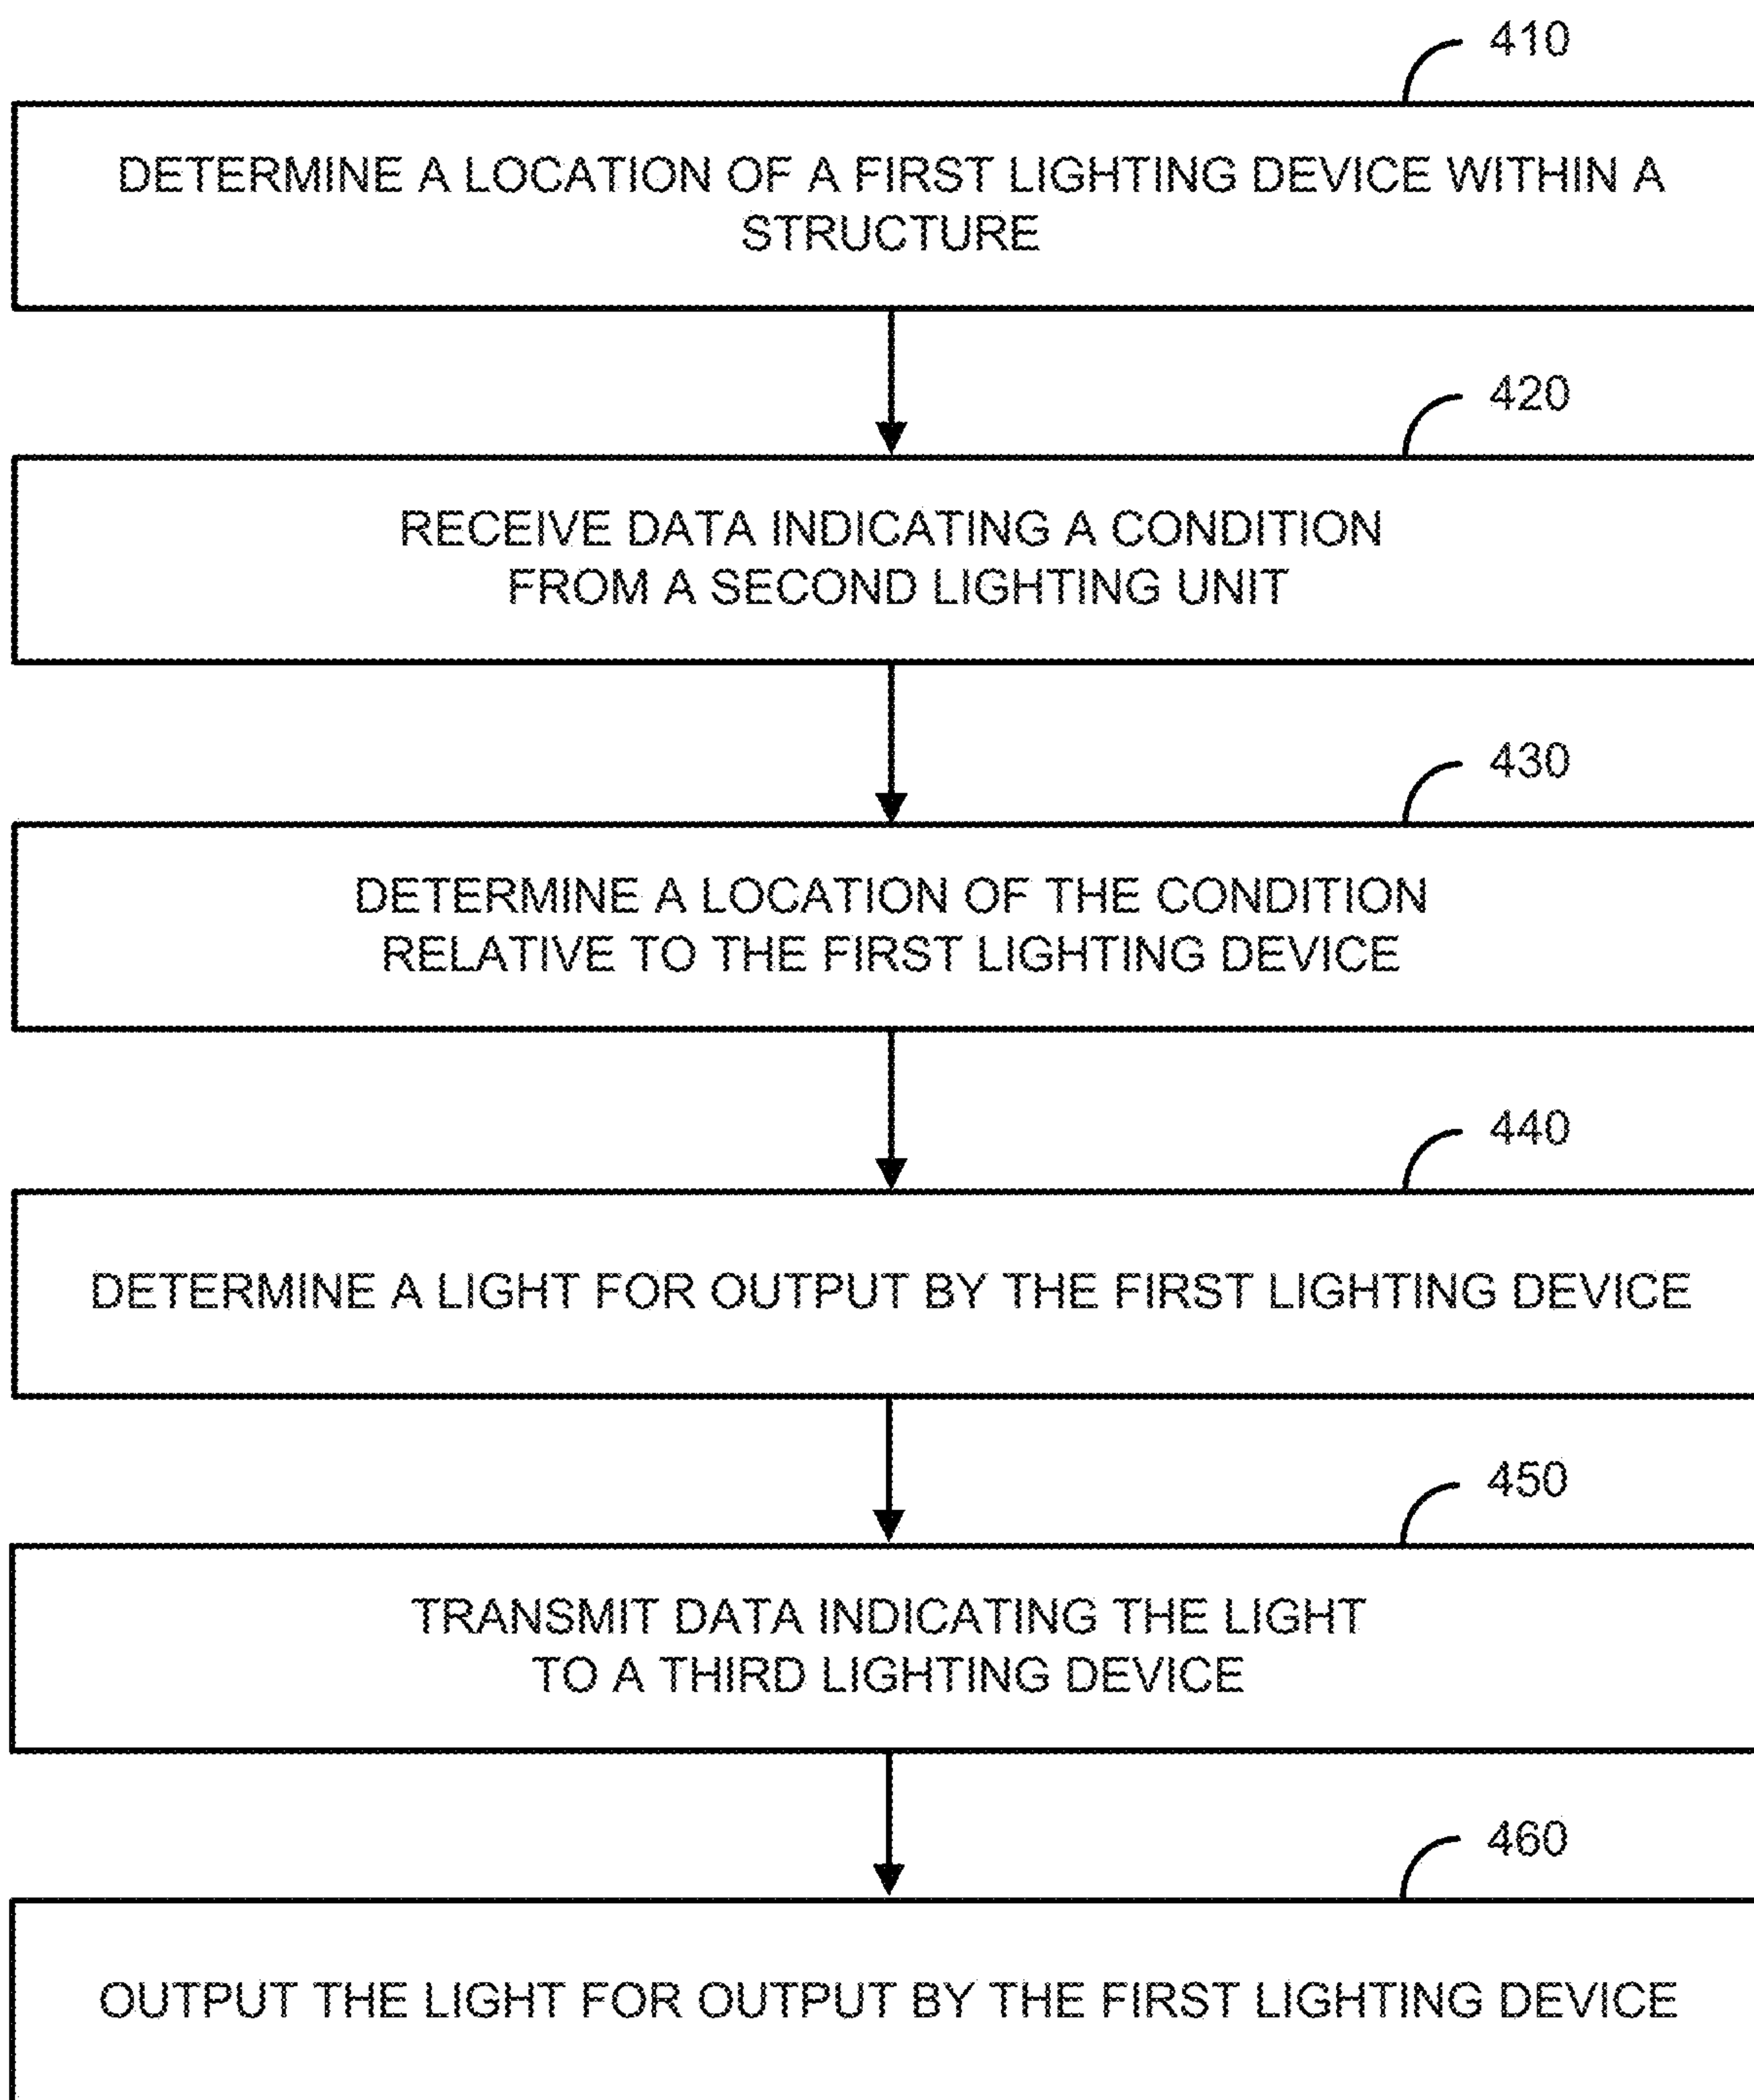 410
DETERMINE A LOCATION OF A FIRST LIGHTING DEVICE WITHIN A
STRUCTURE
420
RECEIVE DATA INDICATING A CONDITION
FROM A SECOND LIGHTING UNIT
430
DETERMINE A LOCATION OF THE CONDITION
RELATIVE TO THE FIRST LIGHTING DEVICE
440
DETERMINE A LIGHT FOR OUTPUT BY THE FIRST LIGHTING DEVICE
450
TRANSMIT DATA INDICATING THE LIGHT
TO A THIRD LIGHTING DEVICE
460
OUTPUT THE LIGHT FOR OUTPUT BY THE FIRST LIGHTING DEVICE